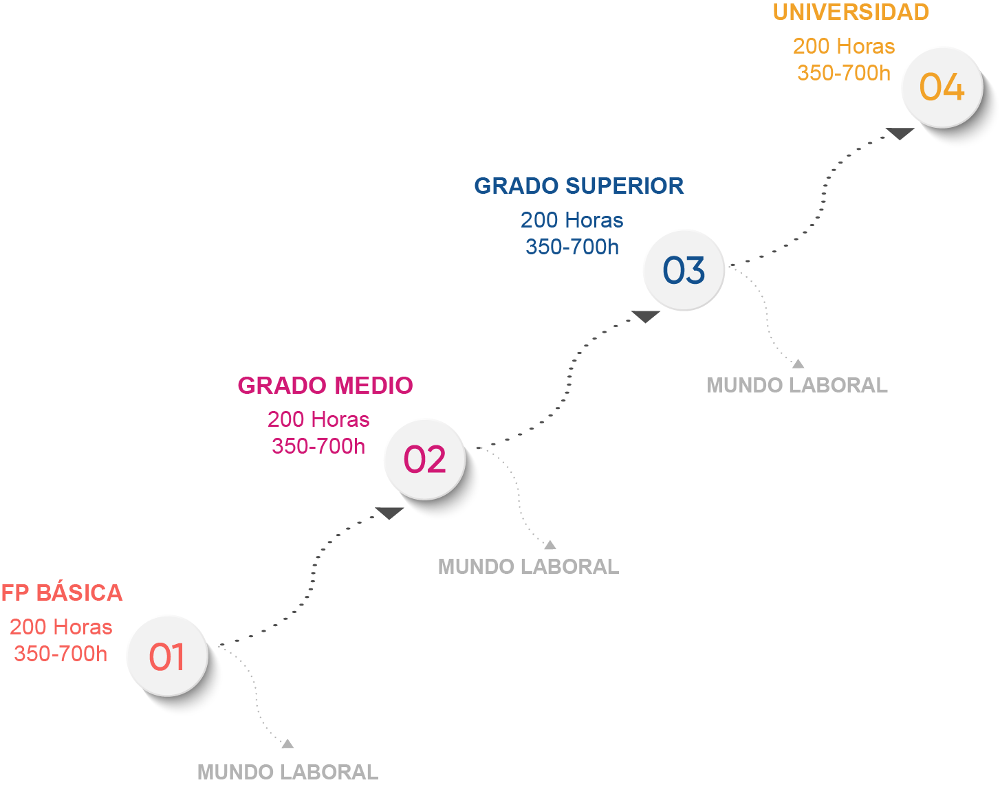 UNIVERSIDAD
200 Horas
350-700h
04
GRADO SUPERIOR
200 Horas
350-700h
03
MUNDO LABORAL
GRADO MEDIO
200 Horas
350-700h
02
MUNDO LABORAL
FP BÁSICA
200 Horas
350-700h
01
MUNDO LABORAL